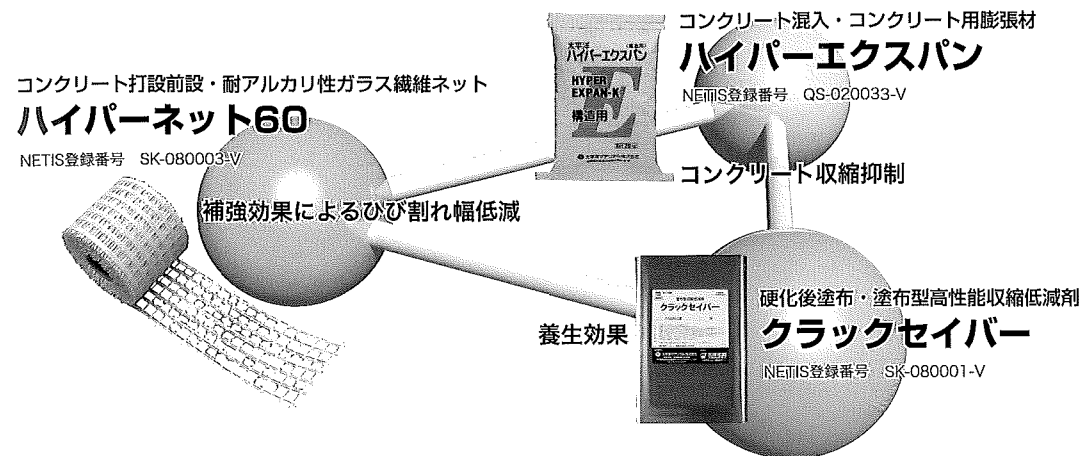 コンクリート打設前設・耐アルカリ性ガラス繊維ネット
ハイパーネット60
NETIS登録番号 SK-080003-V
補強効果によるひび割れ幅低減
コンクリート混入・コンクリート用膨張材
ハイパーエクスパン
NETIS登録番号 QS-020033-V
太平洋
ハイパーエクスパン
HYPER
EXPAN-K
構造用
コンクリート収縮抑制
硬化後塗布・塗布型高性能収縮低減剤
クラックセイバー
NETIS登録番号 SK-080001-V
クラックセイバー
養生効果